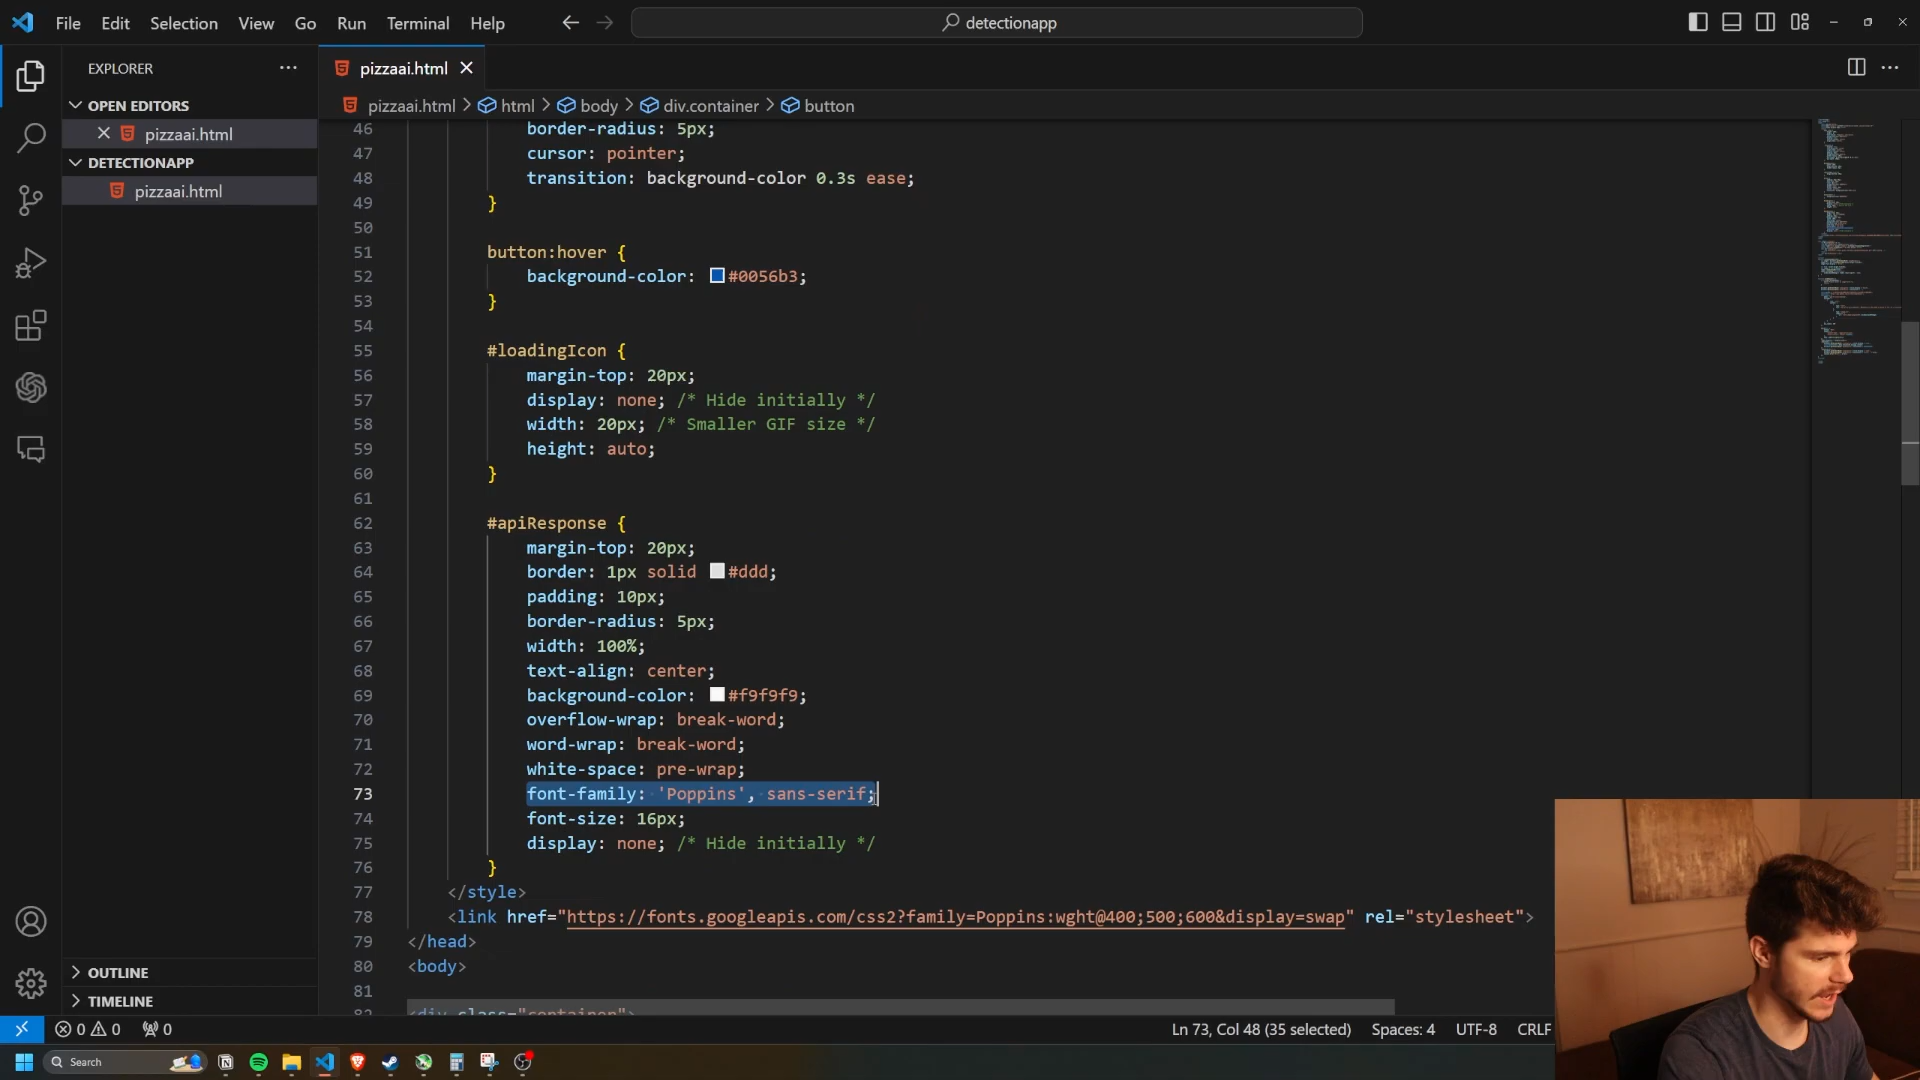 File Edit Selection View Go Run Terminal Help
detectionapp
EXPLORER
OPEN EDITORS
pizzaai.html
DETECTIONAPP
pizzaai.html
OUTLINE
TIMELINE
pizzaai.html
pizzaai.html > html > body > div.container > button
46 border-radius: 5px;
47 cursor: pointer;
48 transition: background-color 0.3s ease;
49 }
50
51 button:hover {
52 background-color: #0056b3;
53 }
54
55 #loadingIcon {
56 margin-top: 20px;
57 display: none; /* Hide initially */
58 width: 20px; /* Smaller GIF size */
59 height: auto;
60 }
61
62 #apiResponse {
63 margin-top: 20px;
64 border: 1px solid #ddd;
65 padding: 10px;
66 border-radius: 5px;
67 width: 100%;
68 text-align: center;
69 background-color: #f9f9f9;
70 overflow-wrap: break-word;
71 word-wrap: break-word;
72 white-space: pre-wrap;
73 font-family: 'Poppins', sans-serif;
74 font-size: 16px;
75 display: none; /* Hide initially */
76 }
77 </style>
78 <link href="https://fonts.googleapis.com/css2?family=Poppins:wght@400;500;600&display=swap" rel="stylesheet">
79 </head>
80 <body>
81
82 <div class="container">
0 0 0 Ln 73, Col 48 (35 selected) Spaces: 4 UTF-8 CRLF
Search